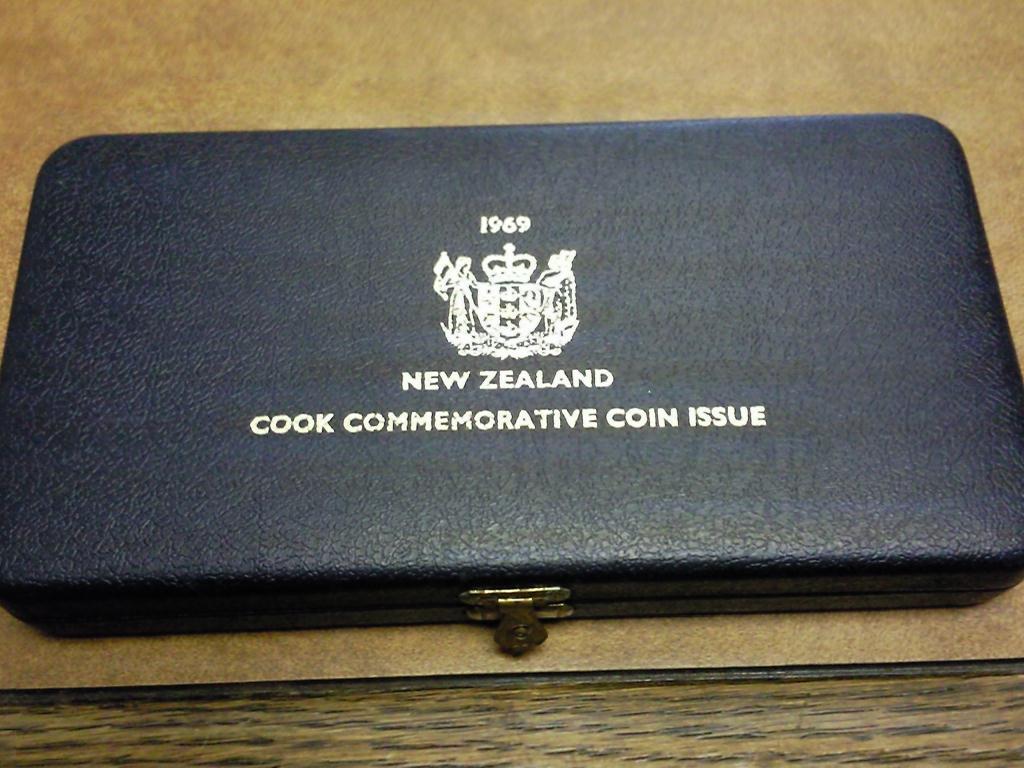 1969
NEW ZEALAND
COOK COMMEMORATIVE COIN ISSUE